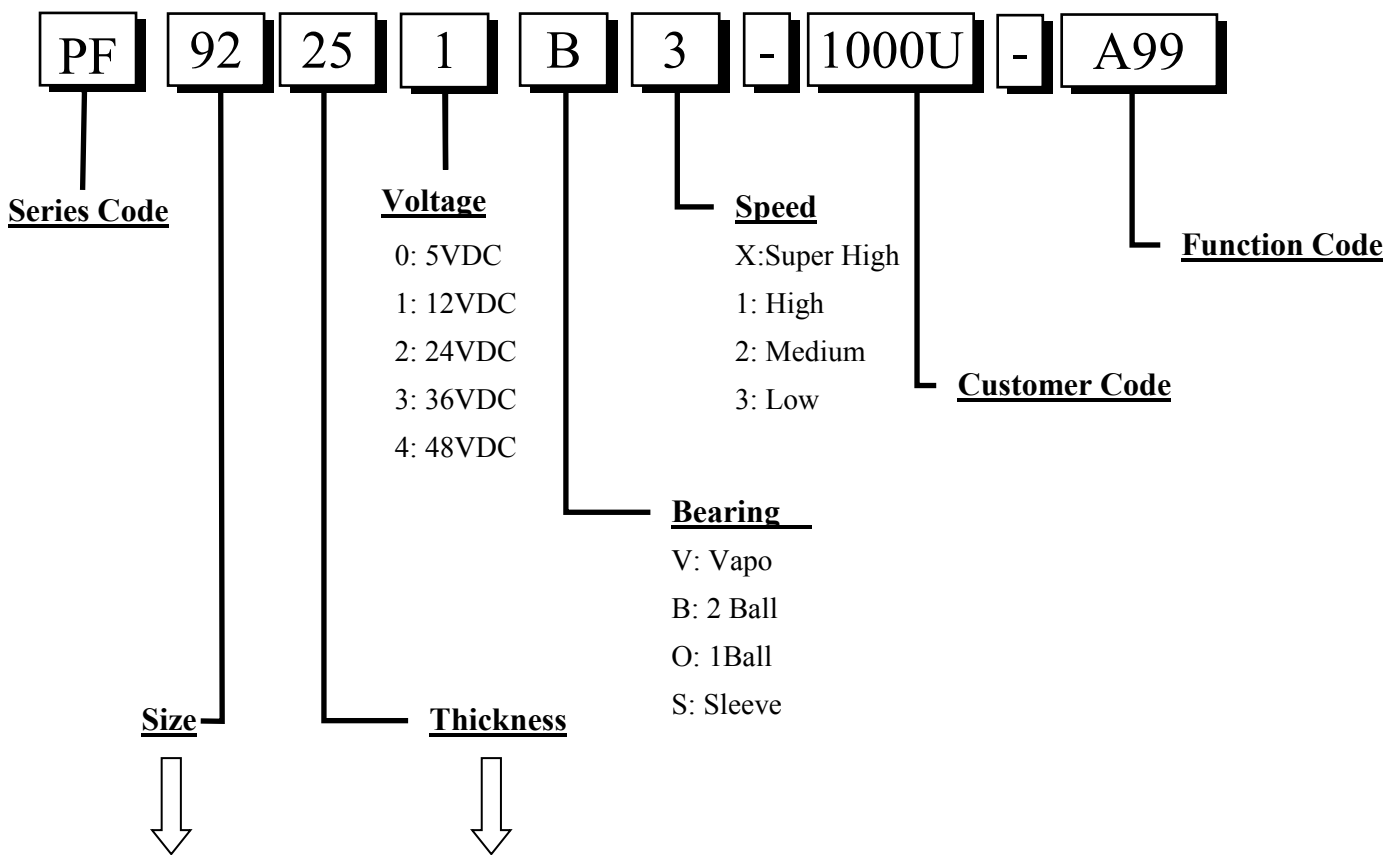 PF 92 25 1 B 3 - 1000U - A99
Series Code
Voltage
0: 5VDC
1: 12VDC
2: 24VDC
3: 36VDC
4: 48VDC
Speed
X:Super High
1: High
2: Medium
3: Low
Function Code
Customer Code
Bearing
V: Vapo
B: 2 Ball
O: 1Ball
S: Sleeve
Size
Thickness